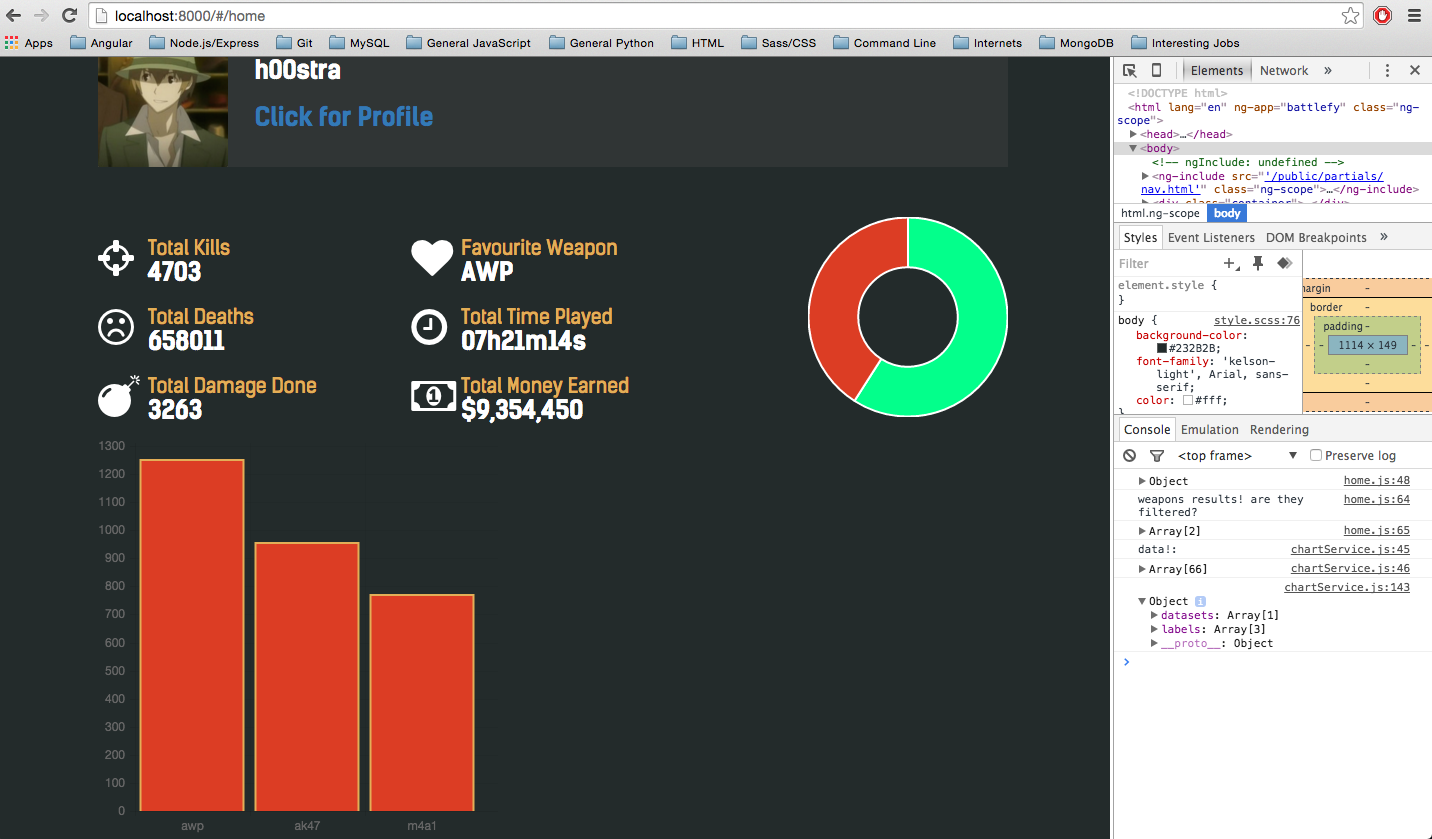 localhost:8000/#/home
Apps Angular Node.js/Express Git MySQL General JavaScript General Python HTML Sass/CSS Command Line Internets MongoDB Interesting Jobs
h00stra
Click for Profile
Total Kills
4703
Favourite Weapon
AWP
Total Deaths
658011
Total Time Played
07h21m14s
Total Damage Done
3263
1
Total Money Earned
$9,354,450
1300
1200
1100
1000
900
800
700
600
500
400
300
200
100
0
awp ak47 m4a1
Elements Network »
<!DOCTYPE html>
<html lang="en" ng-app="battlefy" class="ng-
scope">
<head>…</head>
<body>
<!-- ngInclude: undefined -->
<ng-include src="'/public/partials/
nav.html'" class="ng-scope">…</ng-include>
<div class="container">…</div>
html.ng-scope body
Styles Event Listeners DOM Breakpoints »
Filter
element.style {
}
body { style.scss:76
background-color:
#232B2B;
font-family: 'kelson-
light', Arial, sans-
serif;
color: #fff;
}
margin -
border -
padding -
- - - 1114 × 149 - - -
-
-
-
Console Emulation Rendering
<top frame> Preserve log
Object home.js:48
weapons results! are they home.js:64
filtered?
Array[2] home.js:65
data!: chartService.js:45
Array[66] chartService.js:46
chartService.js:143
Object i
datasets: Array[1]
labels: Array[3]
__proto__: Object
>